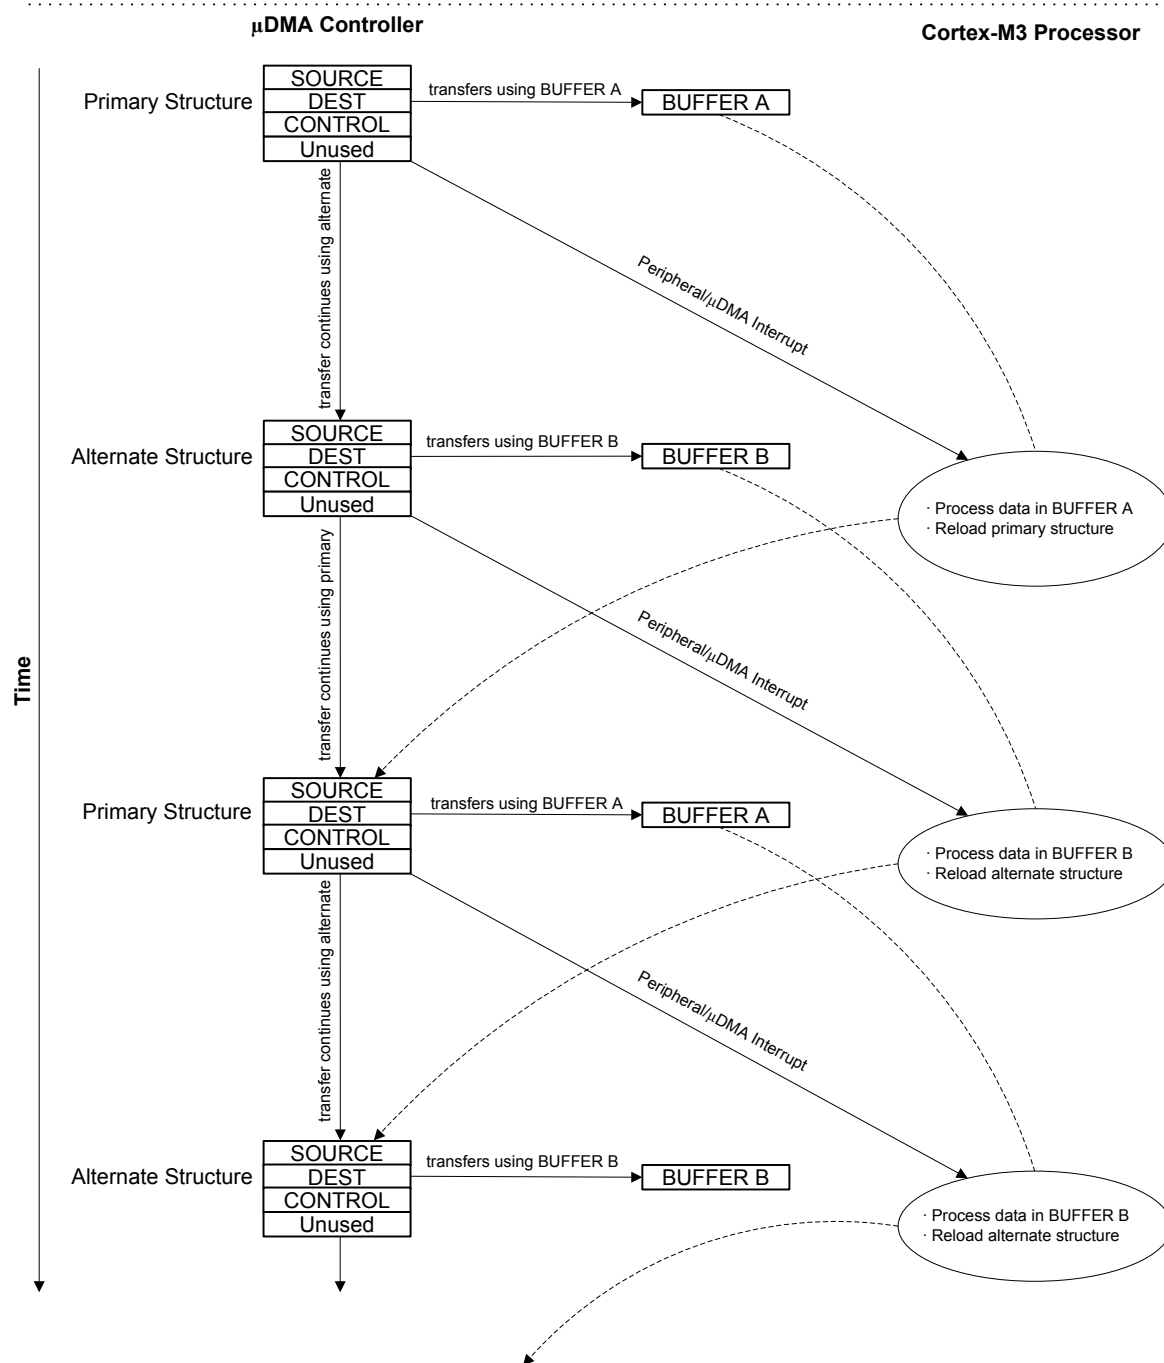 μDMA Controller
Cortex-M3 Processor
Primary Structure
SOURCE
DEST
CONTROL
Unused
transfers using BUFFER A
BUFFER A
transfer continues using alternate
Peripheral/μDMA Interrupt
Alternate Structure
SOURCE
DEST
CONTROL
Unused
transfers using BUFFER B
BUFFER B
· Process data in BUFFER A
· Reload primary structure
transfer continues using primary
Peripheral/μDMA Interrupt
Time
Primary Structure
SOURCE
DEST
CONTROL
Unused
transfers using BUFFER A
BUFFER A
· Process data in BUFFER B
· Reload alternate structure
transfer continues using alternate
Peripheral/μDMA Interrupt
Alternate Structure
SOURCE
DEST
CONTROL
Unused
transfers using BUFFER B
BUFFER B
· Process data in BUFFER B
· Reload alternate structure